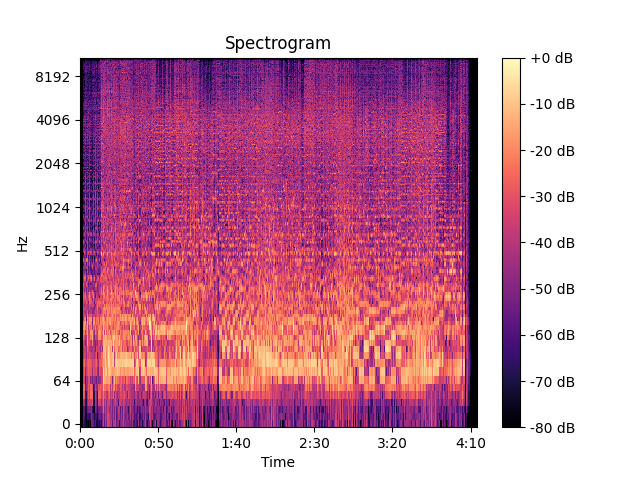 Spectrogram
Hz
8192
4096
2048
1024
512
256
128
64
0
0:00
0:50
1:40
2:30
3:20
4:10
Time
+0 dB
-10 dB
-20 dB
-30 dB
-40 dB
-50 dB
-60 dB
-70 dB
-80 dB